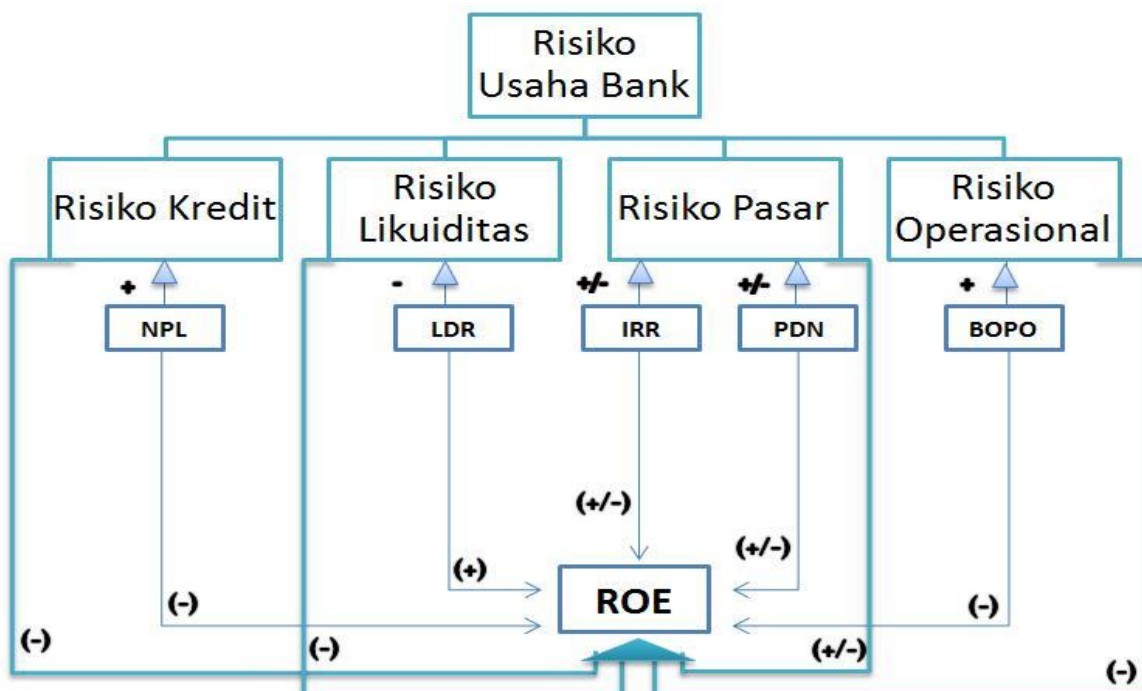 Risiko
Usaha Bank
Risiko Kredit
Risiko
Likuiditas
Risiko Pasar
Risiko
Operasional
+
-
+/-
+/-
+
NPL
LDR
IRR
PDN
BOPO
(+/-)
(+/-)
(+)
ROE
(-)
(-)
(-)
(-)
(+/-)
(-)